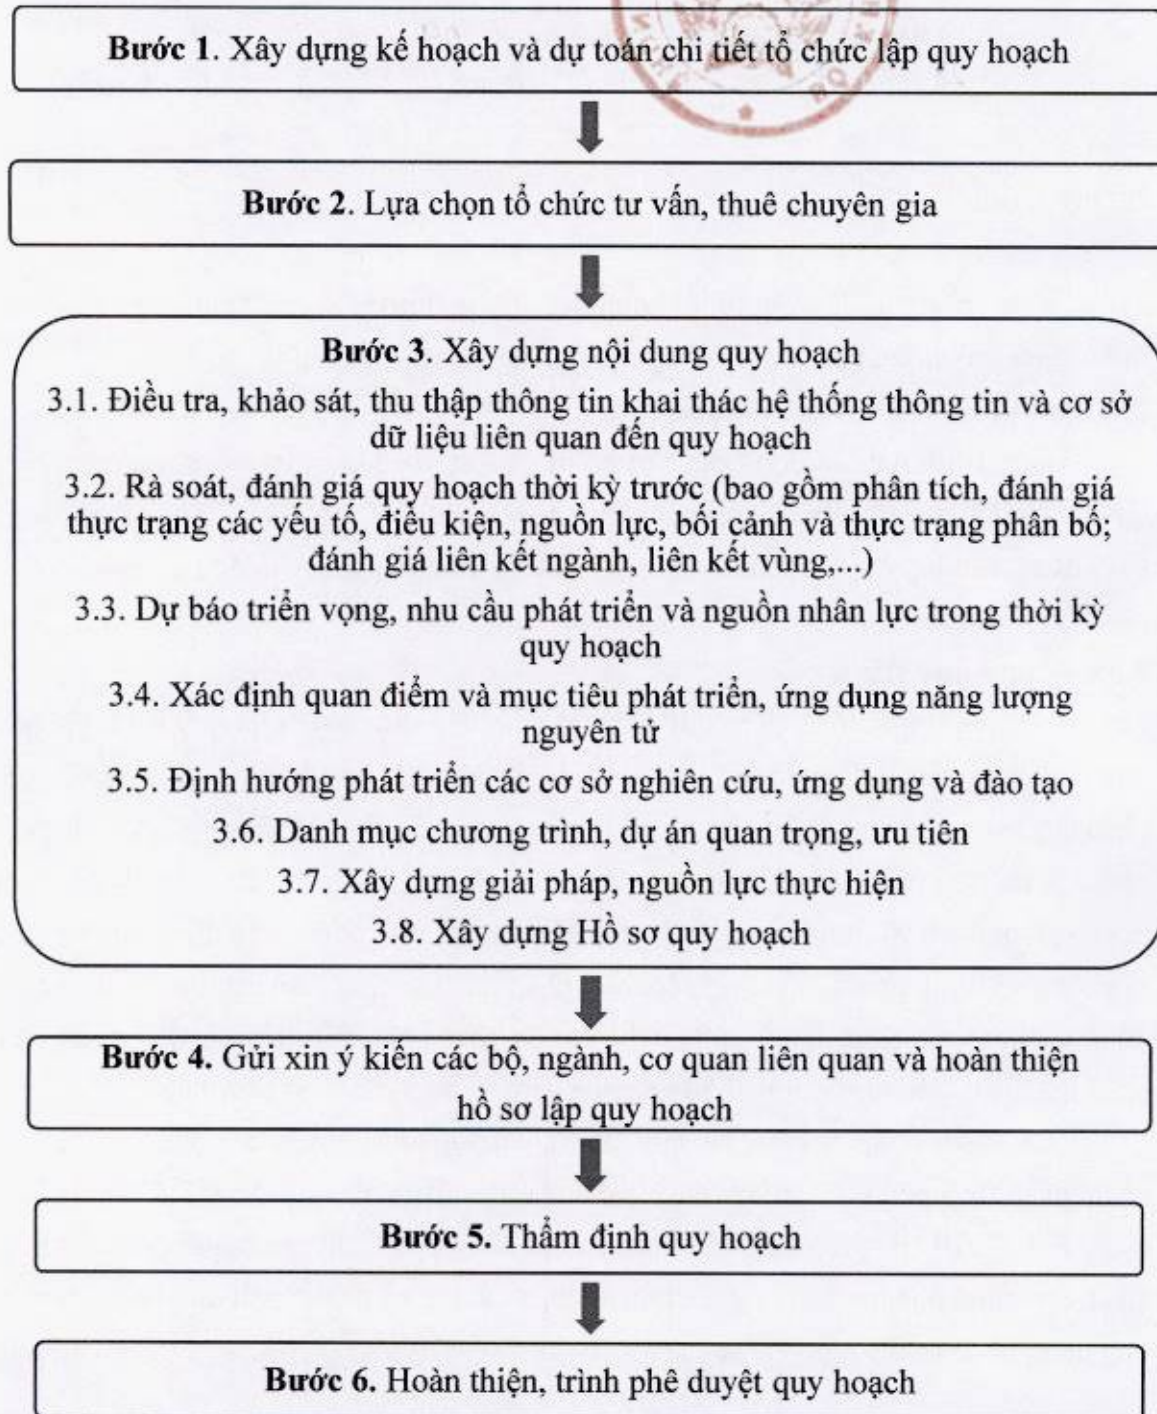 Bước 1. Xây dựng kế hoạch và dự toán chi tiết tổ chức lập quy hoạch
Bước 2. Lựa chọn tổ chức tư vấn, thuê chuyên gia
Bước 3. Xây dựng nội dung quy hoạch
3.1. Điều tra, khảo sát, thu thập thông tin khai thác hệ thống thông tin và cơ sở
dữ liệu liên quan đến quy hoạch
3.2. Rà soát, đánh giá quy hoạch thời kỳ trước (bao gồm phân tích, đánh giá
thực trạng các yếu tố, điều kiện, nguồn lực, bối cảnh và thực trạng phân bố;
đánh giá liên kết ngành, liên kết vùng,...)
3.3. Dự báo triển vọng, nhu cầu phát triển và nguồn nhân lực trong thời kỳ
quy hoạch
3.4. Xác định quan điểm và mục tiêu phát triển, ứng dụng năng lượng
nguyên tử
3.5. Định hướng phát triển các cơ sở nghiên cứu, ứng dụng và đào tạo
3.6. Danh mục chương trình, dự án quan trọng, ưu tiên
3.7. Xây dựng giải pháp, nguồn lực thực hiện
3.8. Xây dựng Hồ sơ quy hoạch
Bước 4. Gửi xin ý kiến các bộ, ngành, cơ quan liên quan và hoàn thiện
hồ sơ lập quy hoạch
Bước 5. Thẩm định quy hoạch
Bước 6. Hoàn thiện, trình phê duyệt quy hoạch